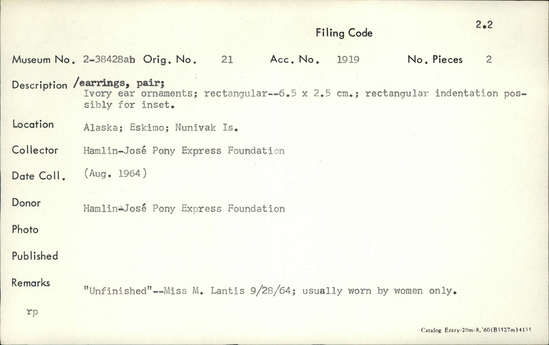 2.2
Filing Code
Museum No. 2-38428ab Orig. No. 21 Acc. No. 1919 No. Pieces 2
Description /earrings, pair;
Ivory ear ornaments; rectangular--6.5 x 2.5 cm.; rectangular indentation pos-
sibly for inset.
Location Alaska; Eskimo; Nunivak Is.
Collector Hamlin-José Pony Express Foundation
Date Coll. (Aug. 1964)
Donor Hamlin-José Pony Express Foundation
Photo
Published
Remarks "Unfinished"--Miss M. Lantis 9/28/64; usually worn by women only.
rp
Catalog Entry-20m-8,'60